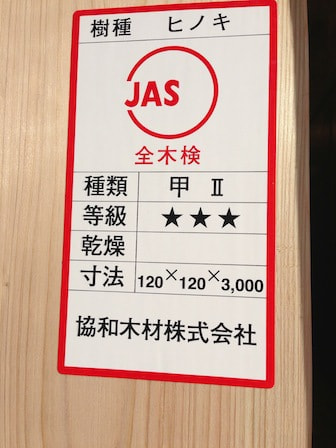 樹種 ヒノキ
JAS
全木検
種類 甲 Ⅱ
等級 ★★★
乾燥
寸法 120×120×3,000
協和木材株式会社